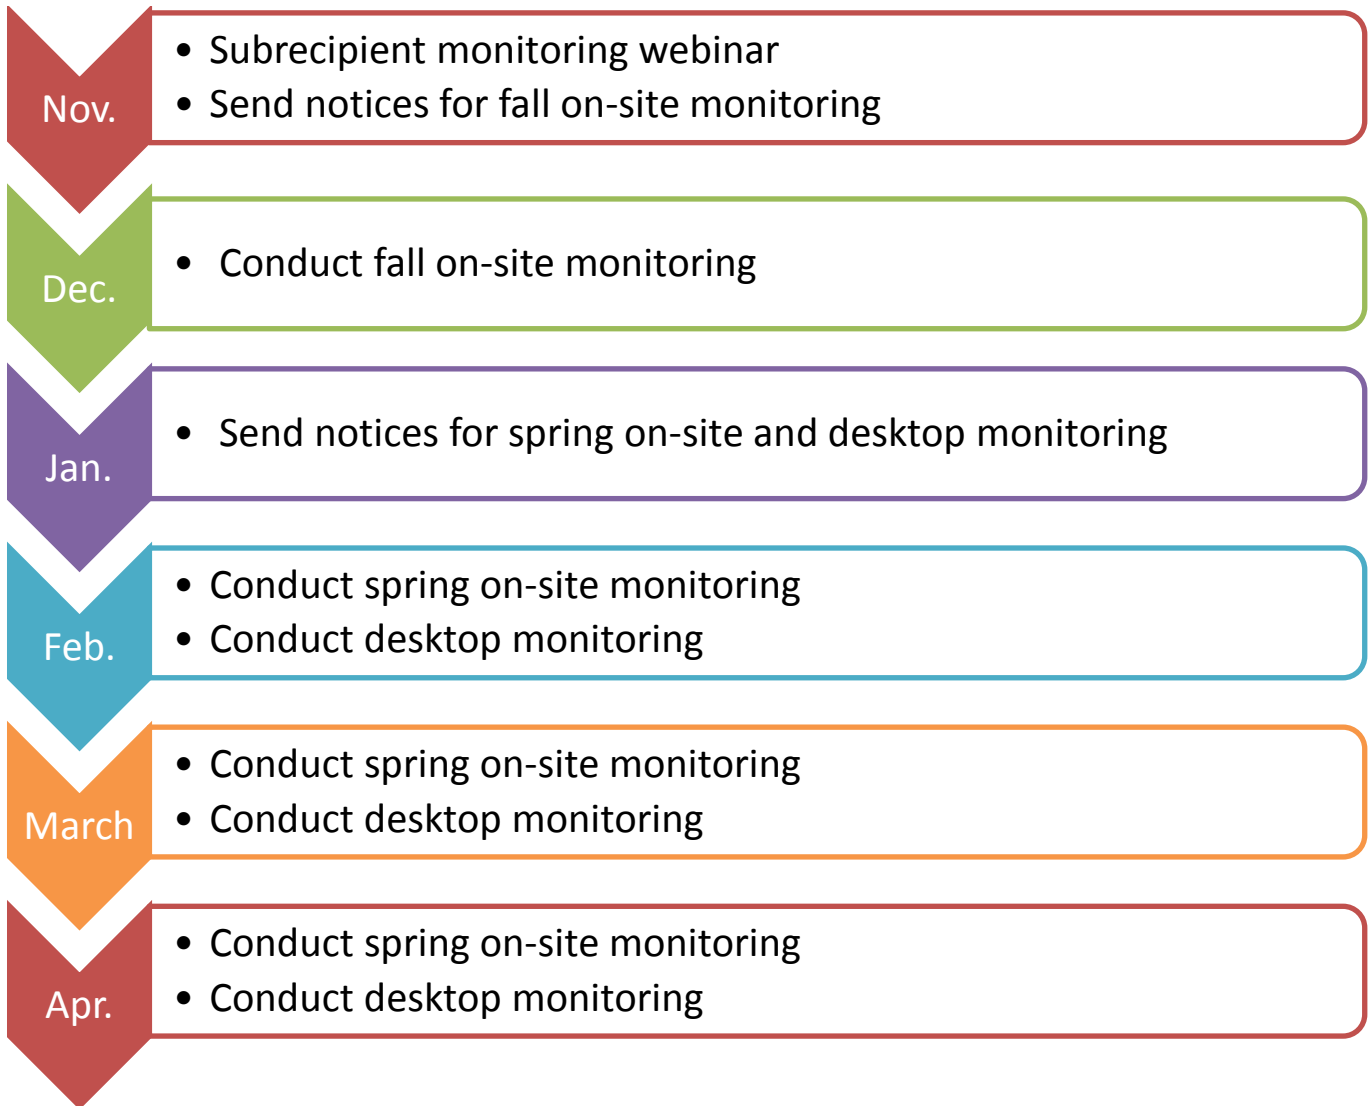 Nov.
• Subrecipient monitoring webinar
• Send notices for fall on-site monitoring
Dec.
• Conduct fall on-site monitoring
Jan.
• Send notices for spring on-site and desktop monitoring
Feb.
• Conduct spring on-site monitoring
• Conduct desktop monitoring
March
• Conduct spring on-site monitoring
• Conduct desktop monitoring
Apr.
• Conduct spring on-site monitoring
• Conduct desktop monitoring